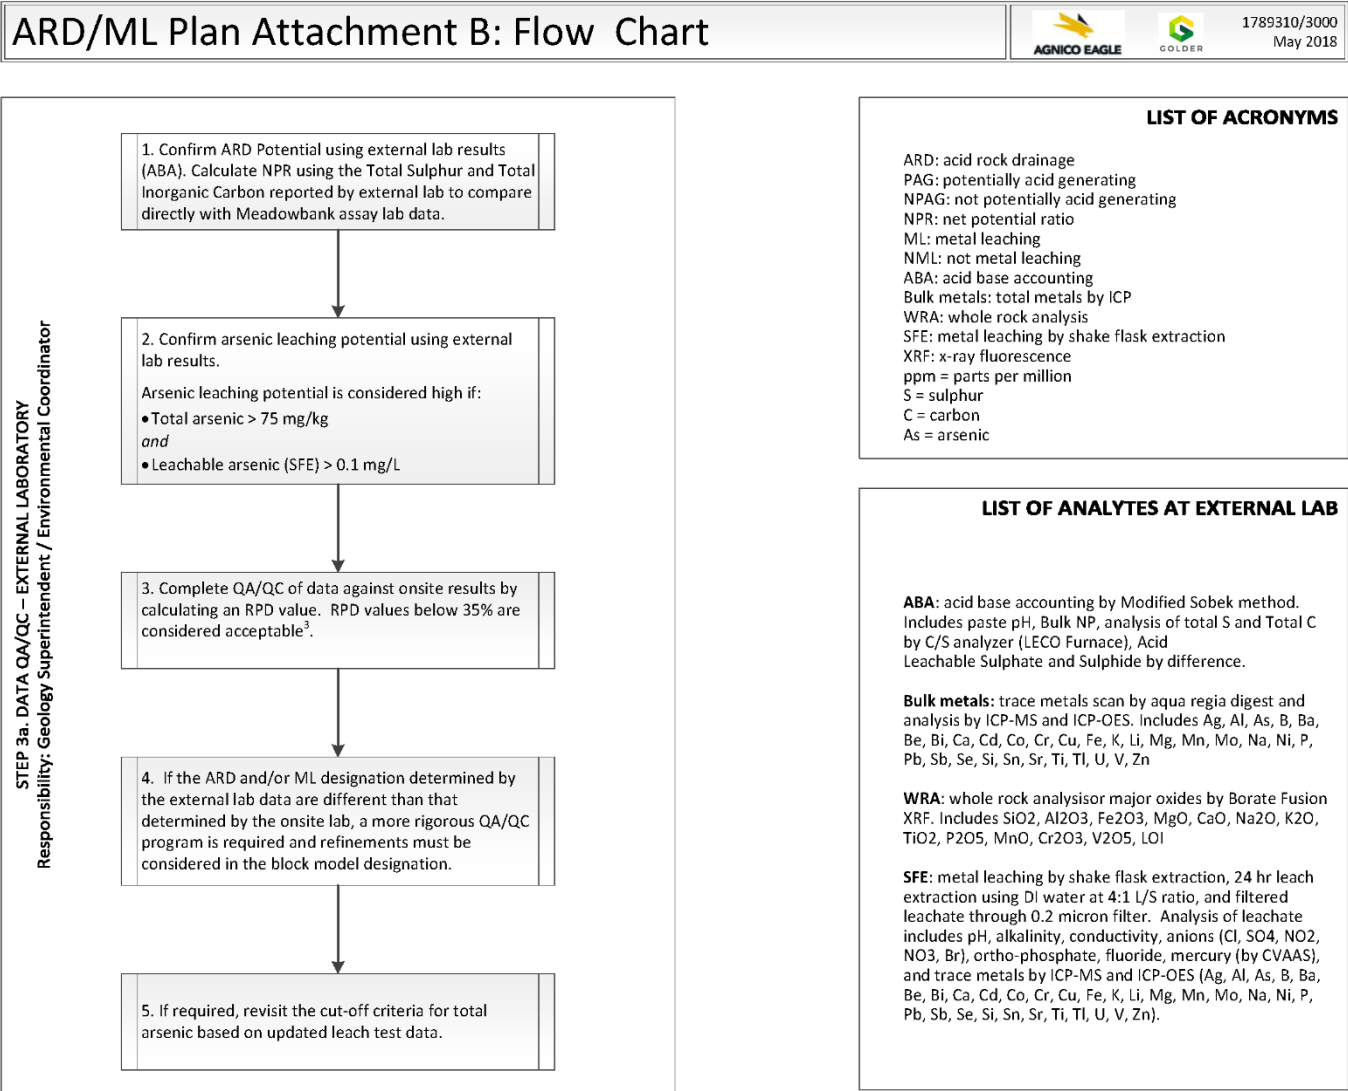 ARD/ML Plan Attachment B: Flow  Chart
AGNICO EAGLE
GOLDER
1789310/3000
May 2018
STEP 3a. DATA QA/QC – EXTERNAL LABORATORY
Responsibility: Geology Superintendent / Environmental Coordinator
1. Confirm ARD Potential using external lab results
(ABA). Calculate NPR using the Total Sulphur and Total
Inorganic Carbon reported by external lab to compare
directly with Meadowbank assay lab data.
2. Confirm arsenic leaching potential using external
lab results.
Arsenic leaching potential is considered high if:
• Total arsenic > 75 mg/kg
and
• Leachable arsenic (SFE) > 0.1 mg/L
3. Complete QA/QC of data against onsite results by
calculating an RPD value.  RPD values below 35% are
considered acceptable³.
4.  If the ARD and/or ML designation determined by
the external lab data are different than that
determined by the onsite lab, a more rigorous QA/QC
program is required and refinements must be
considered in the block model designation.
5. If required, revisit the cut-off criteria for total
arsenic based on updated leach test data.
LIST OF ACRONYMS
ARD: acid rock drainage
PAG: potentially acid generating
NPAG: not potentially acid generating
NPR: net potential ratio
ML: metal leaching
NML: not metal leaching
ABA: acid base accounting
Bulk metals: total metals by ICP
WRA: whole rock analysis
SFE: metal leaching by shake flask extraction
XRF: x-ray fluorescence
ppm = parts per million
S = sulphur
C = carbon
As = arsenic
LIST OF ANALYTES AT EXTERNAL LAB
ABA: acid base accounting by Modified Sobek method.
Includes paste pH, Bulk NP, analysis of total S and Total C
by C/S analyzer (LECO Furnace), Acid
Leachable Sulphate and Sulphide by difference.
Bulk metals: trace metals scan by aqua regia digest and
analysis by ICP-MS and ICP-OES. Includes Ag, Al, As, B, Ba,
Be, Bi, Ca, Cd, Co, Cr, Cu, Fe, K, Li, Mg, Mn, Mo, Na, Ni, P,
Pb, Sb, Se, Si, Sn, Sr, Ti, Tl, U, V, Zn
WRA: whole rock analysisor major oxides by Borate Fusion
XRF. Includes SiO2, Al2O3, Fe2O3, MgO, CaO, Na2O, K2O,
TiO2, P2O5, MnO, Cr2O3, V2O5, LOI
SFE: metal leaching by shake flask extraction, 24 hr leach
extraction using DI water at 4:1 L/S ratio, and filtered
leachate through 0.2 micron filter.  Analysis of leachate
includes pH, alkalinity, conductivity, anions (Cl, SO4, NO2,
NO3, Br), ortho-phosphate, fluoride, mercury (by CVAAS),
and trace metals by ICP-MS and ICP-OES (Ag, Al, As, B, Ba,
Be, Bi, Ca, Cd, Co, Cr, Cu, Fe, K, Li, Mg, Mn, Mo, Na, Ni, P,
Pb, Sb, Se, Si, Sn, Sr, Ti, Tl, U, V, Zn).